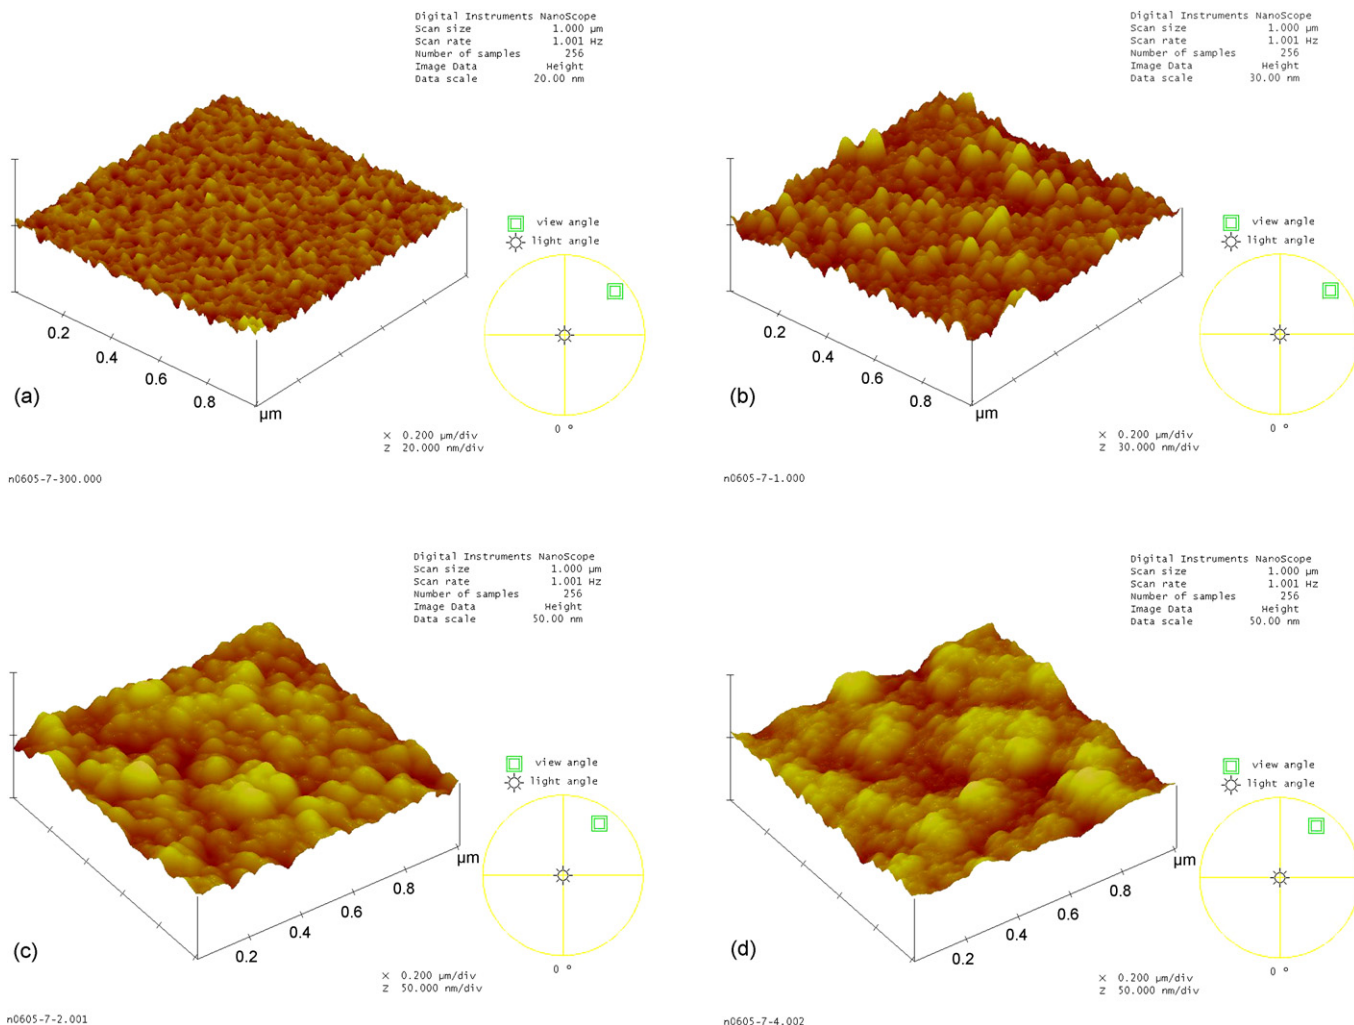 Digital Instruments NanoScope
Scan size 1.000 µm
Scan rate 1.001 Hz
Number of samples 256
Image Data Height
Data scale 20.00 nm
view angle
light angle
0.2
0.4
0.6
0.8
µm
(a)
0 º
X 0.200 µm/div
Z 20.000 nm/div
n0605-7-300.000
Digital Instruments NanoScope
Scan size 1.000 µm
Scan rate 1.001 Hz
Number of samples 256
Image Data Height
Data scale 30.00 nm
view angle
light angle
0.2
0.4
0.6
0.8
µm
(b)
0 º
X 0.200 µm/div
Z 30.000 nm/div
n0605-7-1.000
Digital Instruments NanoScope
Scan size 1.000 µm
Scan rate 1.001 Hz
Number of samples 256
Image Data Height
Data scale 50.00 nm
view angle
light angle
µm
0.8
0.6
0.4
0.2
(c)
0 º
X 0.200 µm/div
Z 50.000 nm/div
n0605-7-2.001
Digital Instruments NanoScope
Scan size 1.000 µm
Scan rate 1.001 Hz
Number of samples 256
Image Data Height
Data scale 50.00 nm
view angle
light angle
µm
0.8
0.6
0.4
0.2
(d)
0 º
X 0.200 µm/div
Z 50.000 nm/div
n0605-7-4.002